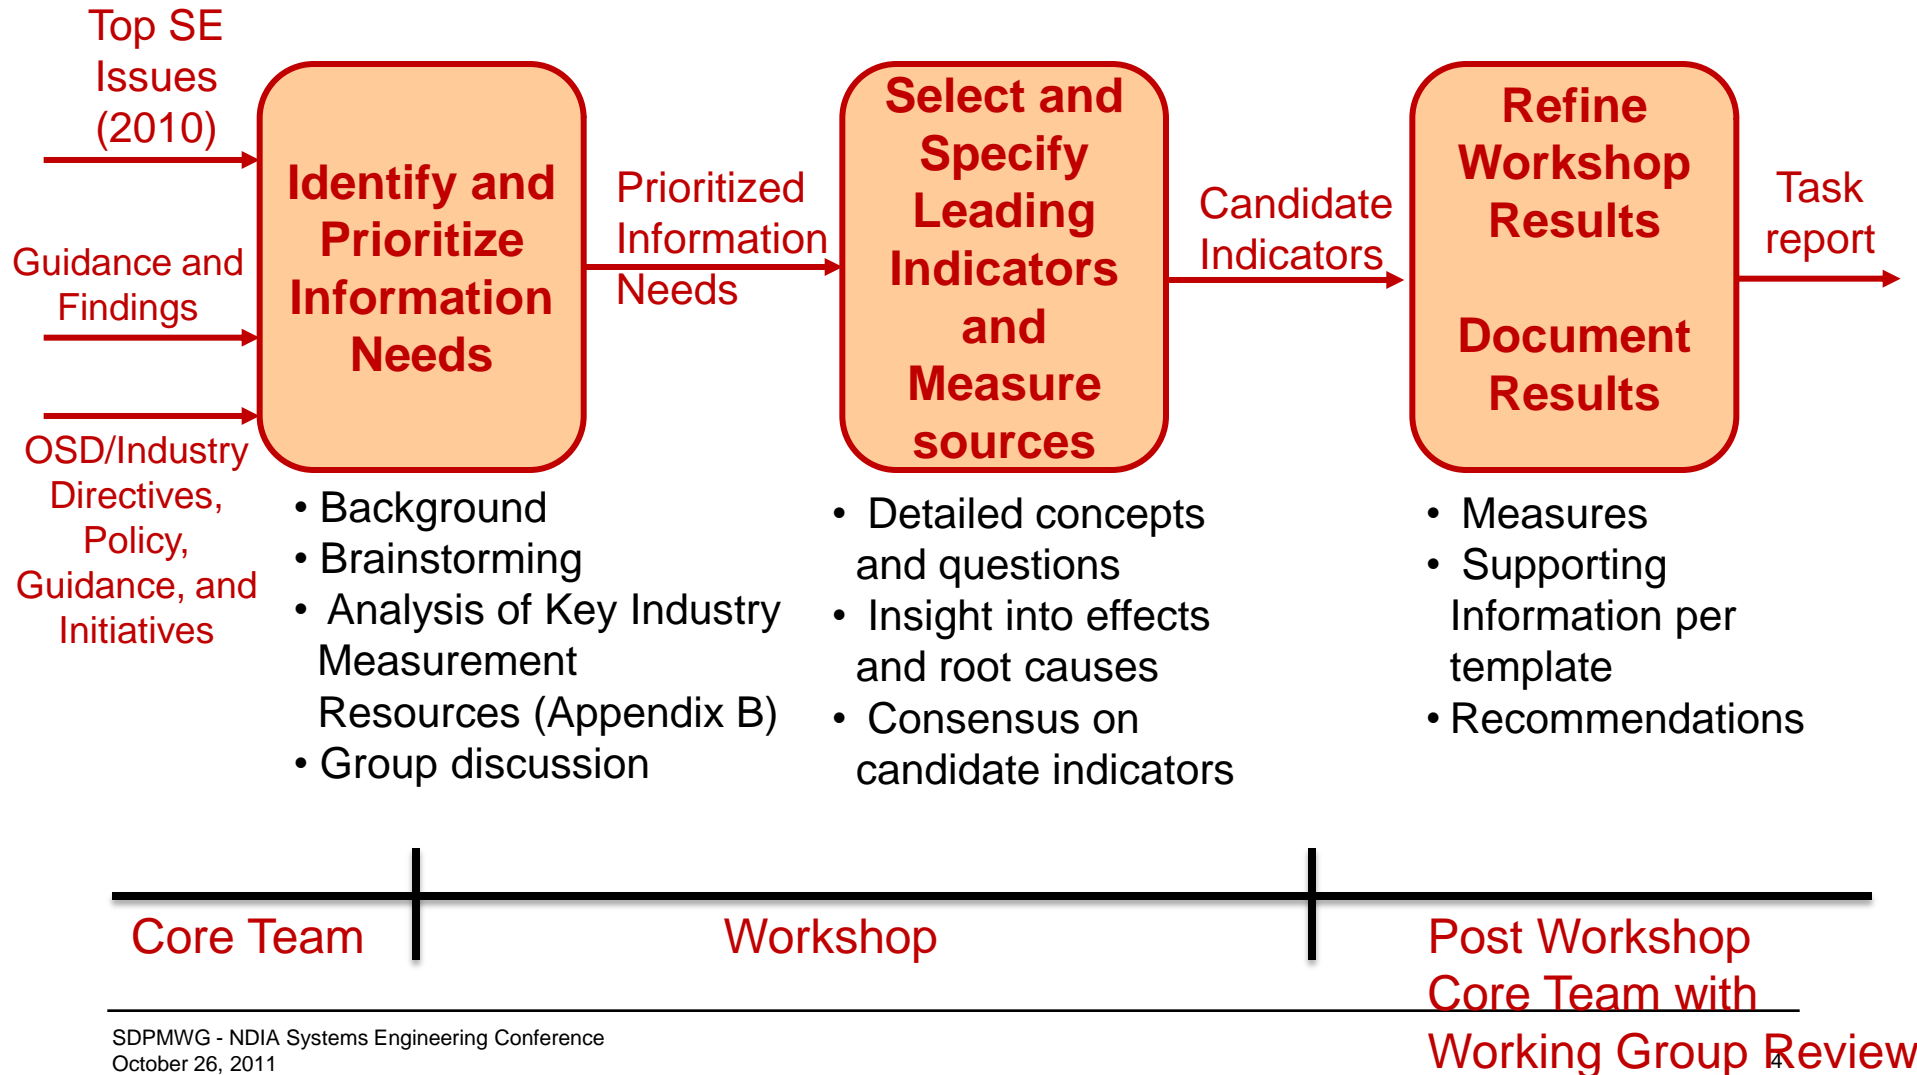 Top SE
Issues
(2010)
Guidance and
Findings
OSD/Industry
Directives,
Policy,
Guidance, and
Initiatives
Identify and
Prioritize
Information
Needs
Prioritized
Information
Needs
Select and
Specify
Leading
Indicators
and
Measure
sources
Candidate
Indicators
Refine
Workshop
Results
Document
Results
Task
report
• Background
• Brainstorming
• Analysis of Key Industry
Measurement
Resources (Appendix B)
• Group discussion
• Detailed concepts
and questions
• Insight into effects
and root causes
• Consensus on
candidate indicators
• Measures
• Supporting
Information per
template
• Recommendations
Core Team
Workshop
Post Workshop
Core Team with
Working Group Review
SDPMWG - NDIA Systems Engineering Conference
October 26, 2011
4